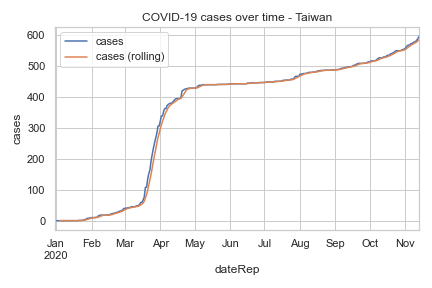 COVID-19 cases over time - Taiwan
cases
cases (rolling)
600
500
400
300
200
100
0
cases
Jan Feb Mar Apr May Jun Jul Aug Sep Oct Nov
2020
dateRep